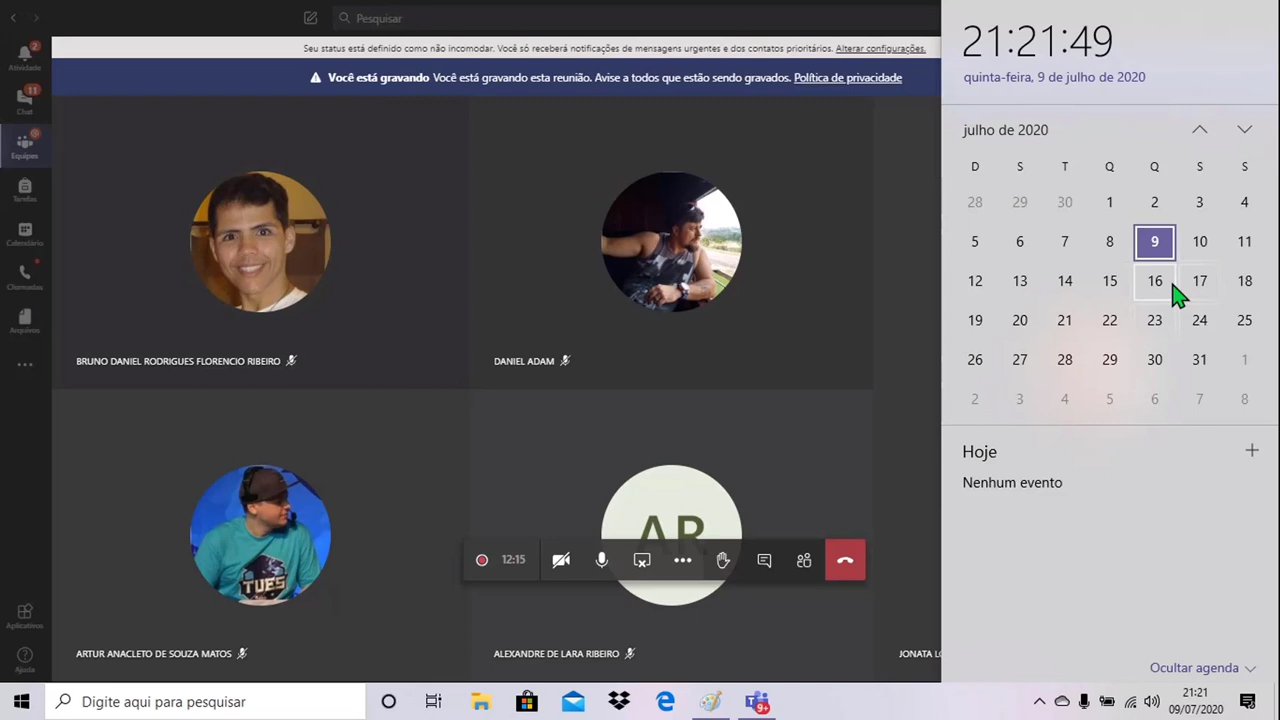 Pesquisar
Seu status está definido como não incomodar. Você só receberá notificações de mensagens urgentes e dos contatos prioritários. Alterar configurações.
Você está gravando Você está gravando esta reunião. Avise a todos que estão sendo gravados. Política de privacidade
2
Atividade
11
Chat
Equipes
Tarefas
Calendário
Chamadas
Arquivos
Aplicativos
Ajuda
BRUNO DANIEL RODRIGUES FLORENCIO RIBEIRO
DANIEL ADAM
TUES
AR
12:15
ARTUR ANACLETO DE SOUZA MATOS
ALEXANDRE DE LARA RIBEIRO
JONATA
21:21:49
quinta-feira, 9 de julho de 2020
julho de 2020
D S T Q Q S S
28 29 30 1 2 3 4
5 6 7 8 9 10 11
12 13 14 15 16 17 18
19 20 21 22 23 24 25
26 27 28 29 30 31 1
2 3 4 5 6 7 8
Hoje
Nenhum evento
Ocultar agenda
Digite aqui para pesquisar
9+
21:21
09/07/2020